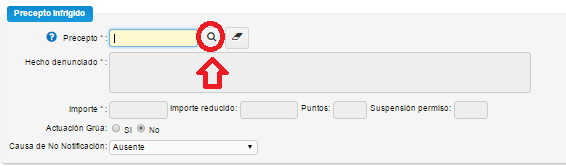 Precepto Infrigido
Precepto * :
Hecho denunciado * :
Importe * : Importe reducido: Puntos: Suspensión permiso:
Actuación Grúa: SI No
Causa de No Notificación: Ausente